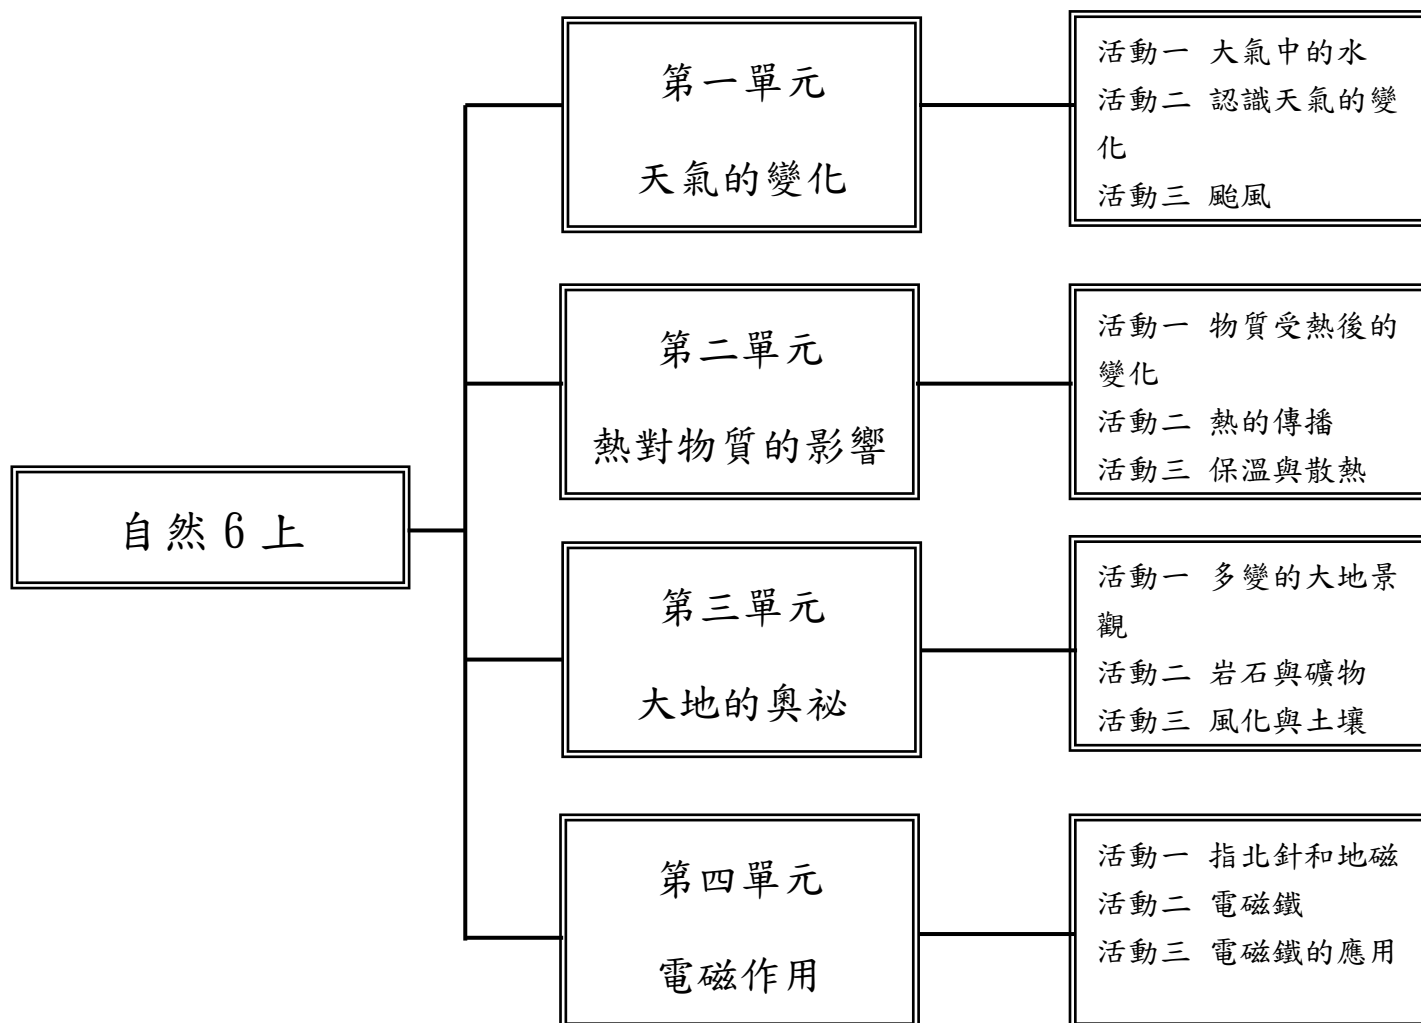 自然6上
第一單元
天氣的變化
活動一 大氣中的水
活動二 認識天氣的變
化
活動三 颱風
第二單元
熱對物質的影響
活動一 物質受熱後的
變化
活動二 熱的傳播
活動三 保溫與散熱
第三單元
大地的奧祕
活動一 多變的大地景
觀
活動二 岩石與礦物
活動三 風化與土壤
第四單元
電磁作用
活動一 指北針和地磁
活動二 電磁鐵
活動三 電磁鐵的應用